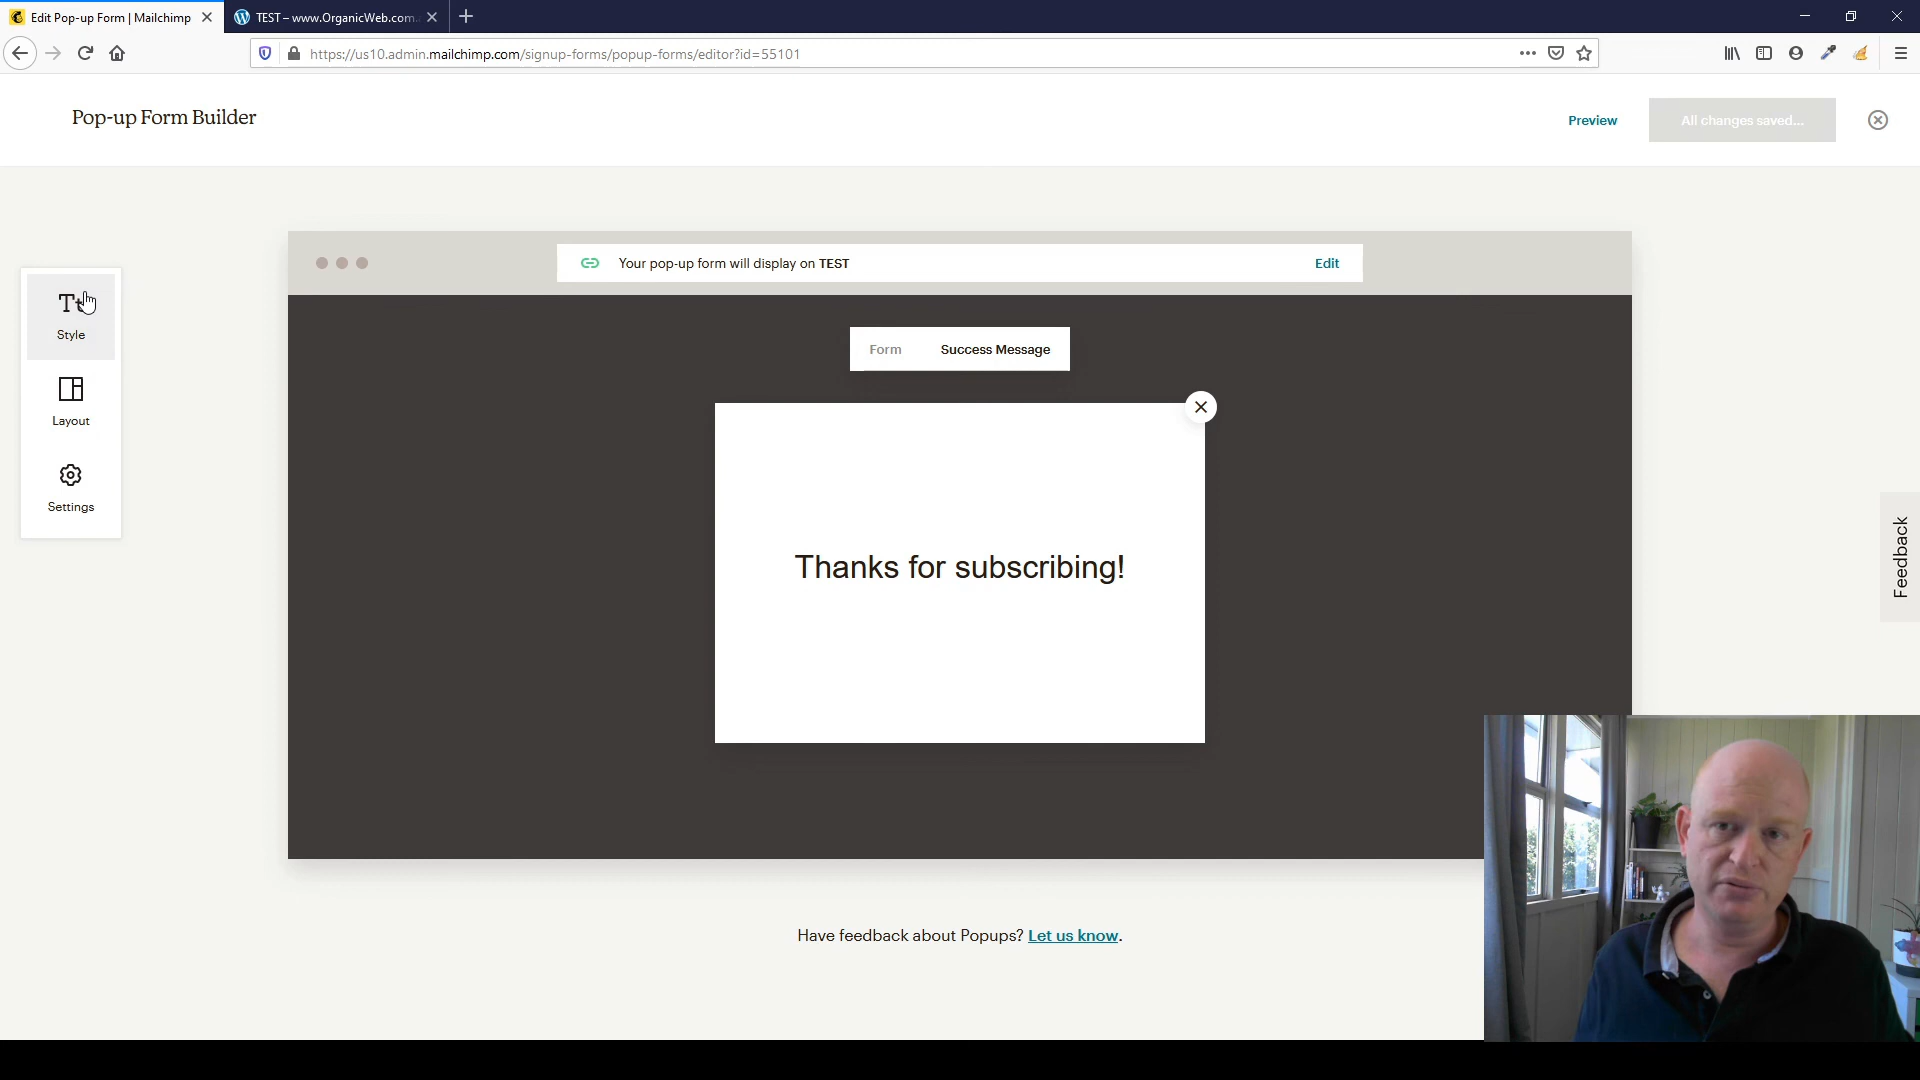 Edit Pop-up Form | Mailchimp
TEST – www.OrganicWeb.com.
https://us10.admin.mailchimp.com/signup-forms/popup-forms/editor?id=55101
Pop-up Form Builder
Preview
All changes saved...
Your pop-up form will display on TEST
Edit
Tt
Style
Layout
Settings
Form
Success Message
Thanks for subscribing!
Feedback
Have feedback about Popups? Let us know.